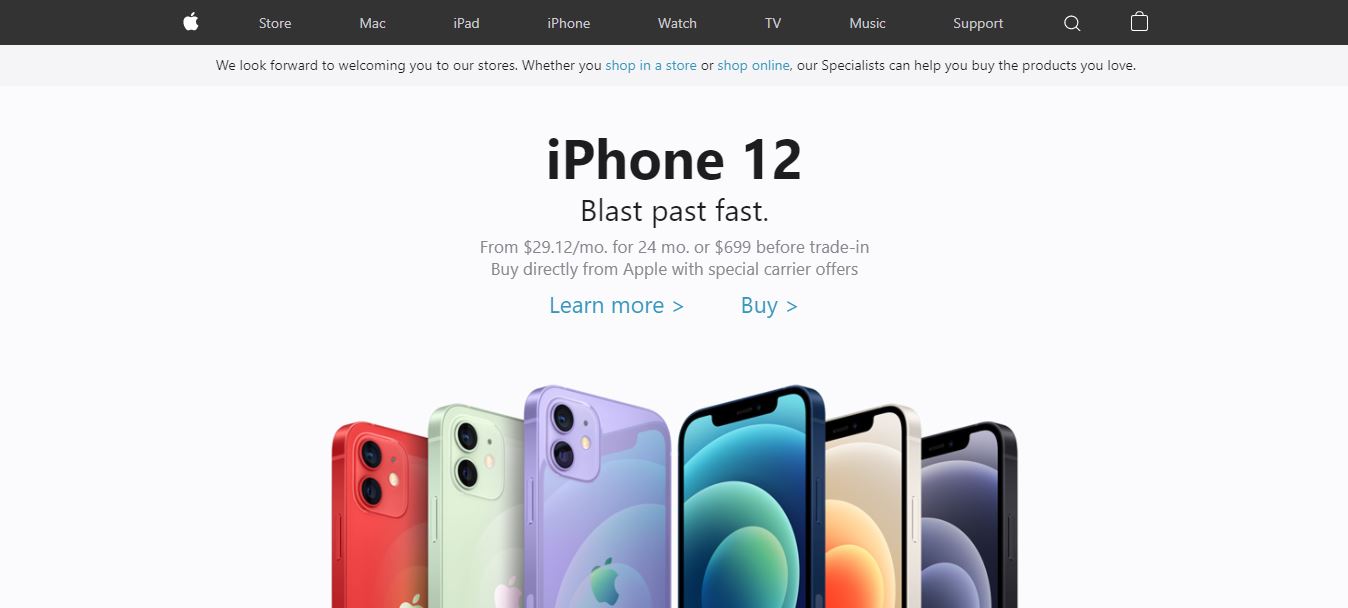 Store Mac iPad iPhone Watch TV Music Support
We look forward to welcoming you to our stores. Whether you shop in a store or shop online, our Specialists can help you buy the products you love.
iPhone 12
Blast past fast.
From $29.12/mo. for 24 mo. or $699 before trade-in
Buy directly from Apple with special carrier offers
Learn more > Buy >